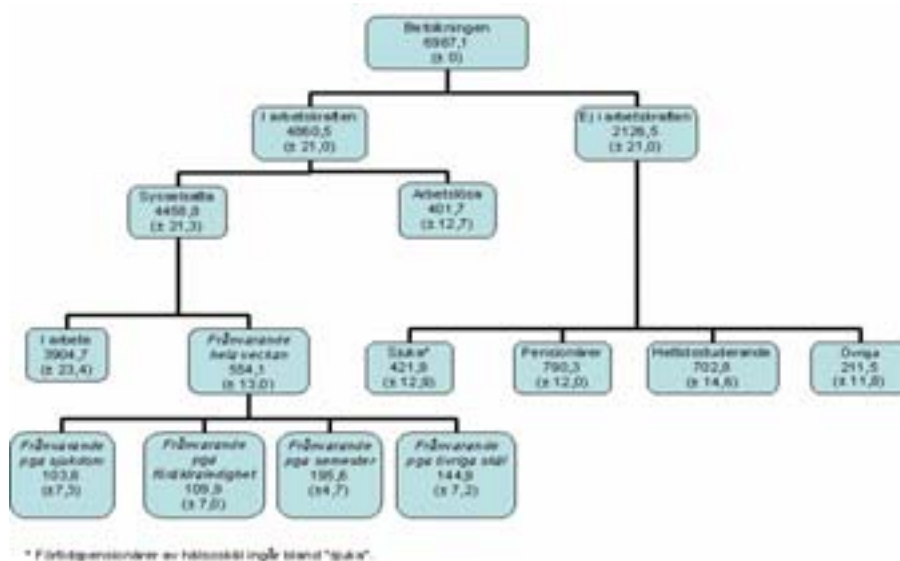 Befolkningen
6987,1
(± 0)
I arbetskraften
4860,5
(± 21,0)
Ej i arbetskraften
2126,5
(± 21,0)
Sysselsatta
4458,8
(± 21,3)
Arbetslösa
401,7
(± 12,7)
I arbete
3904,7
(± 23,4)
Frånvarande
hela veckan
554,1
(± 13,0)
Sjuka*
421,9
(± 12,9)
Pensionärer
790,3
(± 12,0)
Heltidsstuderande
702,8
(± 14,6)
Övriga
211,5
(± 11,8)
Frånvarande
pga sjukdom
103,8
(±7,3)
Frånvarande
pga
föräldraledighet
109,9
(± 7,0)
Frånvarande
pga semester
195,6
(±4,7)
Frånvarande
pga övriga skäl
144,8
(± 7,2)
* Förtidspensionärer av hälsoskäl ingår bland "sjuka".